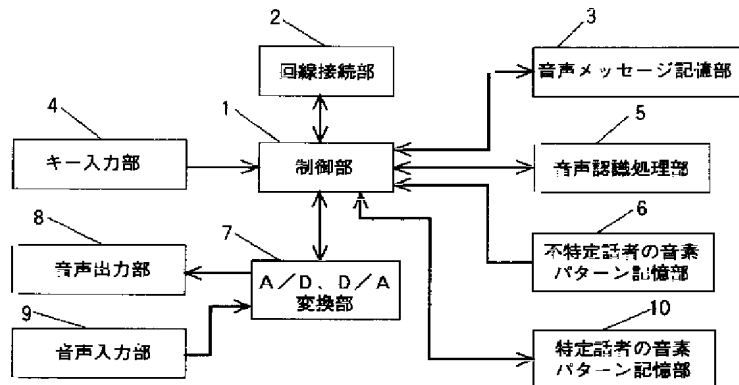 2
回線接続部
3
音声メッセージ記憶部
4
キー入力部
1
制御部
5
音声認識処理部
8
音声出力部
7
A/D、D/A
変換部
6
不特定話者の音素
パターン記憶部
9
音声入力部
10
特定話者の音素
パターン記憶部